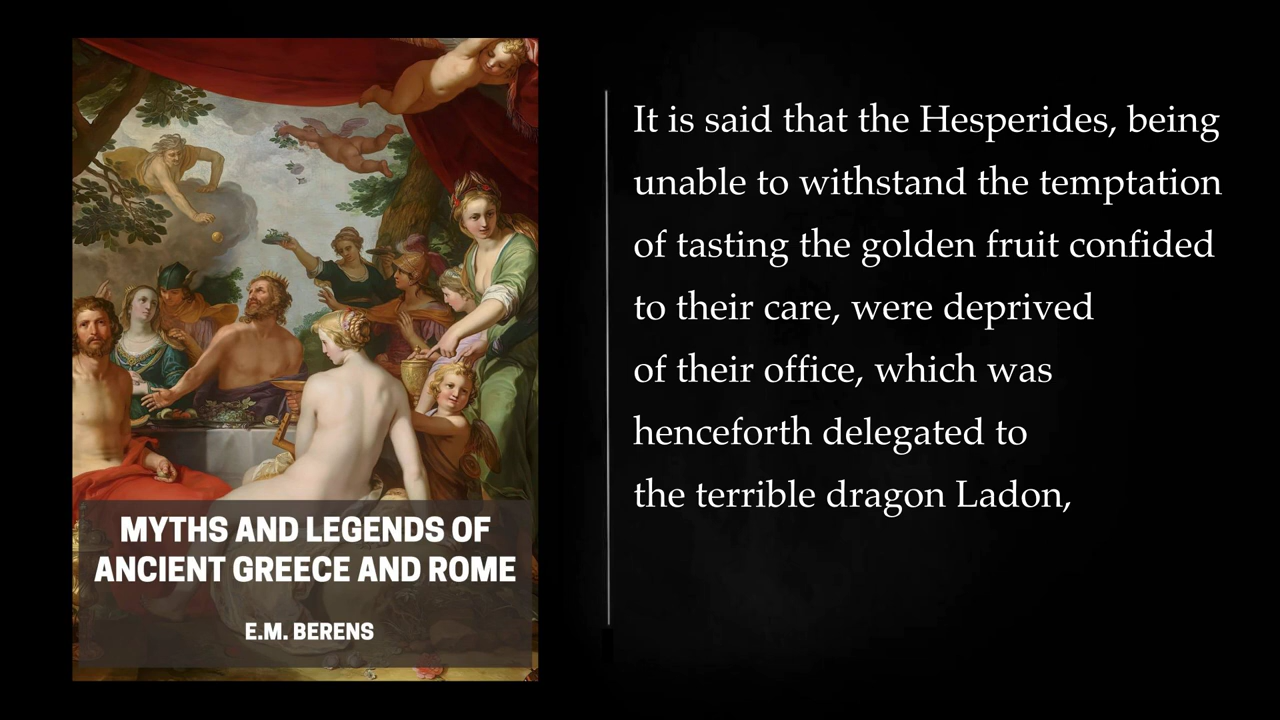 MYTHS AND LEGENDS OF
ANCIENT GREECE AND ROME
E.M. BERENS
It is said that the Hesperides, being
unable to withstand the temptation
of tasting the golden fruit confided
to their care, were deprived
of their office, which was
henceforth delegated to
the terrible dragon Ladon,